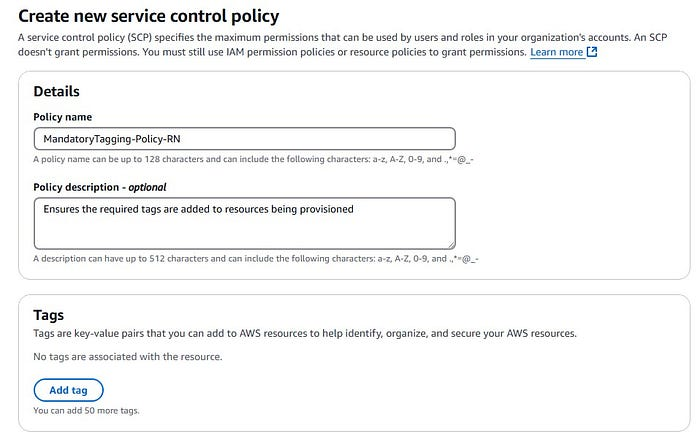 Create new service control policy
A service control policy (SCP) specifies the maximum permissions that can be used by users and roles in your organization's accounts. An SCP
doesn't grant permissions. You must still use IAM permission policies or resource policies to grant permissions. Learn more
Details
Policy name
MandatoryTagging-Policy-RN
A policy name can be up to 128 characters and can include the following characters: a-z, A-Z, 0-9, and .,*=@_-
Policy description - optional
Ensures the required tags are added to resources being provisioned
A description can have up to 512 characters and can include the following characters: a-z, A-Z, 0-9, and .,*=@_-
Tags
Tags are key-value pairs that you can add to AWS resources to help identify, organize, and secure your AWS resources.
No tags are associated with the resource.
Add tag
You can add 50 more tags.